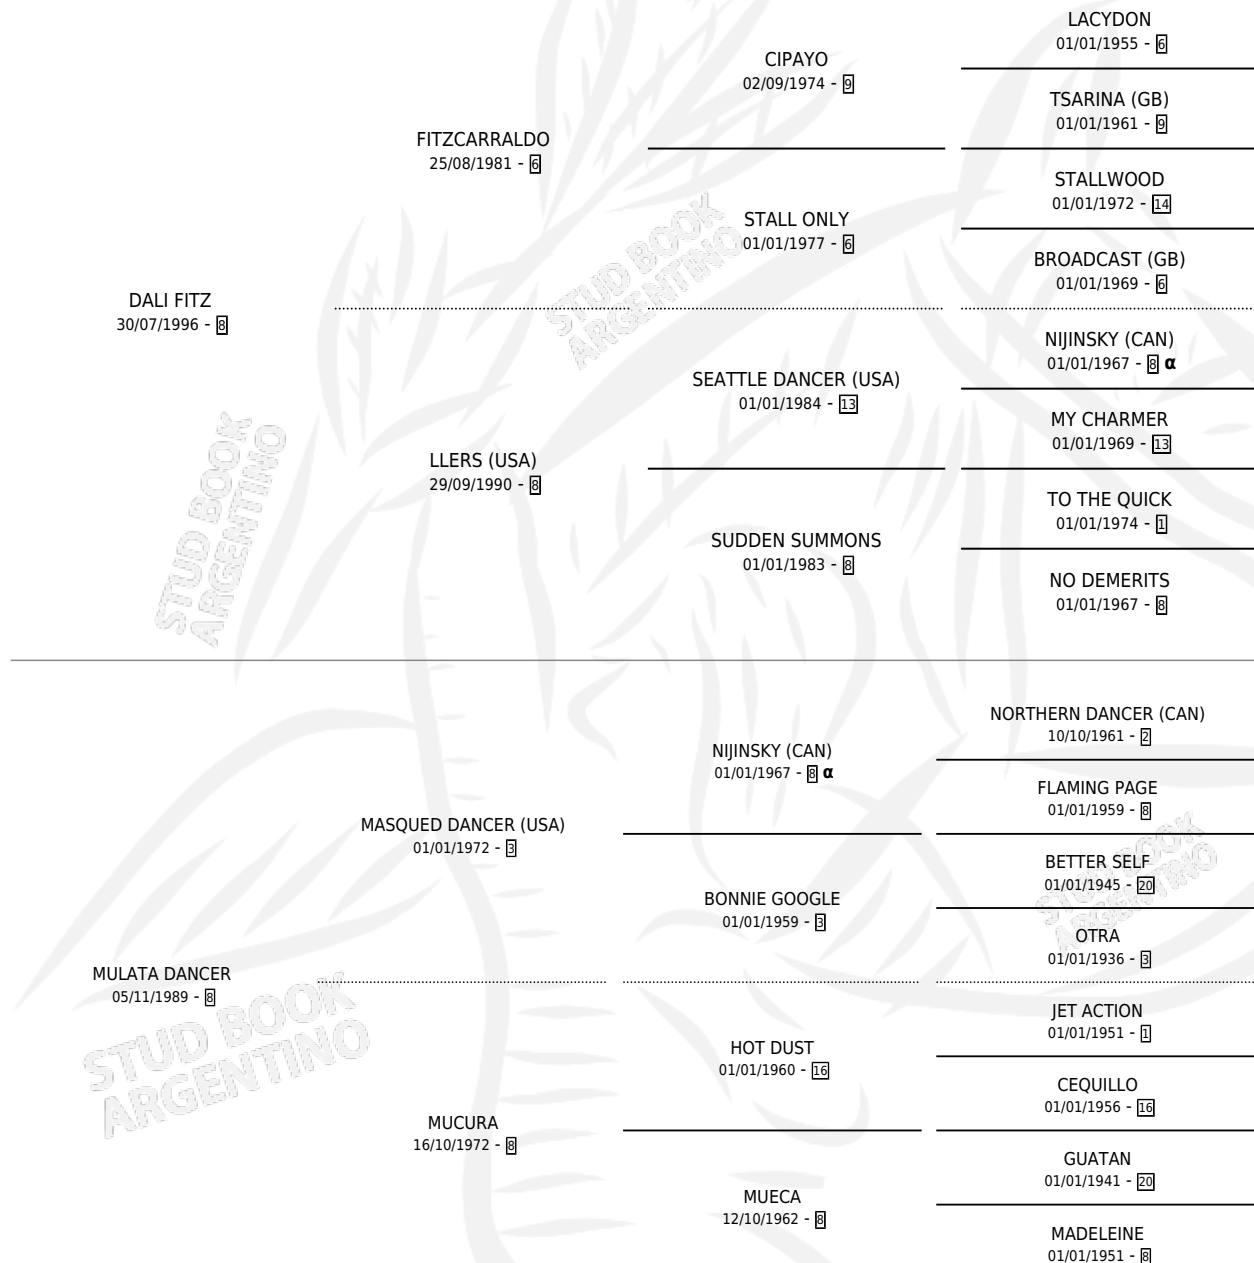 LACYDON
01/01/1955 - 6
CIPAYO
02/09/1974 - 9
TSARINA (GB)
01/01/1961 - 9
FITZCARRALDO
25/08/1981 - 6
STALLWOOD
01/01/1972 - 14
STALL ONLY
01/01/1977 - 6
BROADCAST (GB)
01/01/1969 - 6
DALI FITZ
30/07/1996 - 8
STUD BOOK
ARGENTINO
NIJINSKY (CAN)
01/01/1967 - 8 α
SEATTLE DANCER (USA)
01/01/1984 - 13
MY CHARMER
01/01/1969 - 13
LLERS (USA)
29/09/1990 - 8
TO THE QUICK
01/01/1974 - 1
SUDDEN SUMMONS
01/01/1983 - 8
NO DEMERITS
01/01/1967 - 8
STUD BOOK
ARGENTINO
NORTHERN DANCER (CAN)
10/10/1961 - 2
NIJINSKY (CAN)
01/01/1967 - 8 α
FLAMING PAGE
01/01/1959 - 8
MASQUED DANCER (USA)
01/01/1972 - 3
BETTER SELF
01/01/1945 - 20
BONNIE GOOGLE
01/01/1959 - 3
OTRA
01/01/1936 - 3
STUD BOOK
ARGENTINO
MULATA DANCER
05/11/1989 - 8
STUD BOOK
ARGENTINO
JET ACTION
01/01/1951 - 1
HOT DUST
01/01/1960 - 16
CEQUILLO
01/01/1956 - 16
MUCURA
16/10/1972 - 8
GUATAN
01/01/1941 - 20
MUECA
12/10/1962 - 8
MADELEINE
01/01/1951 - 8